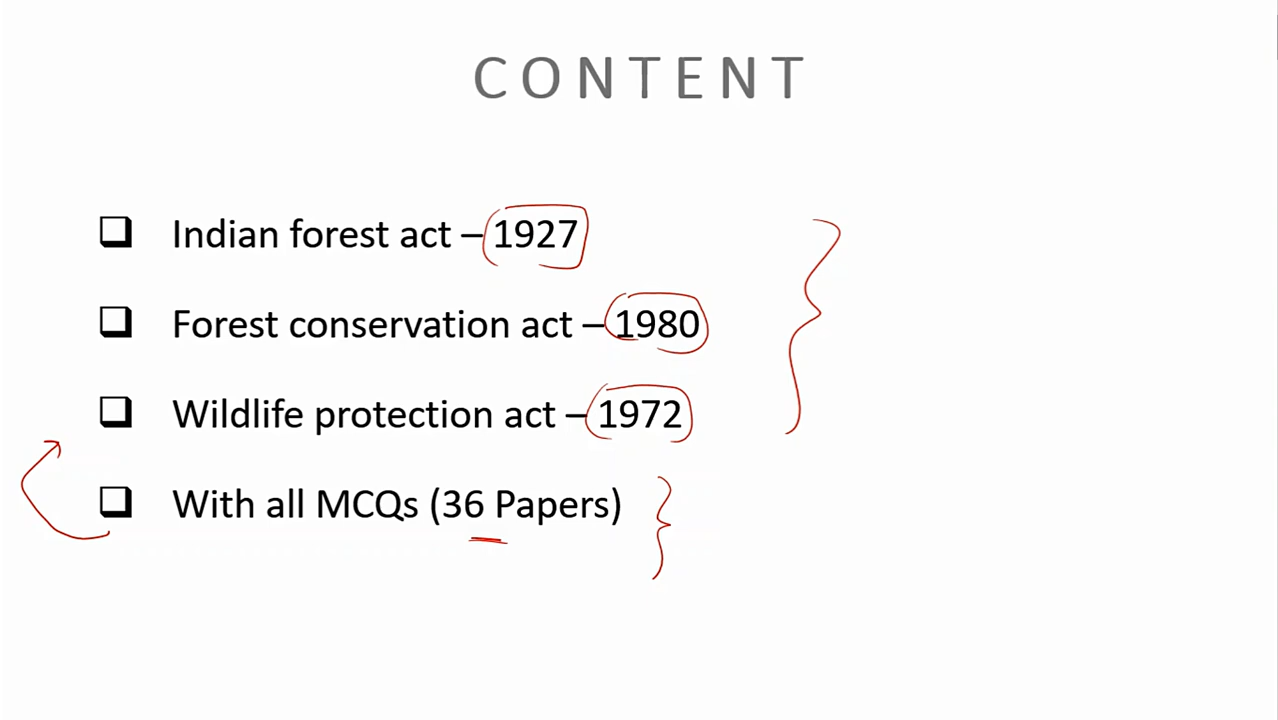 CONTENT
Indian forest act – 1927
Forest conservation act – 1980
Wildlife protection act – 1972
With all MCQs (36 Papers)